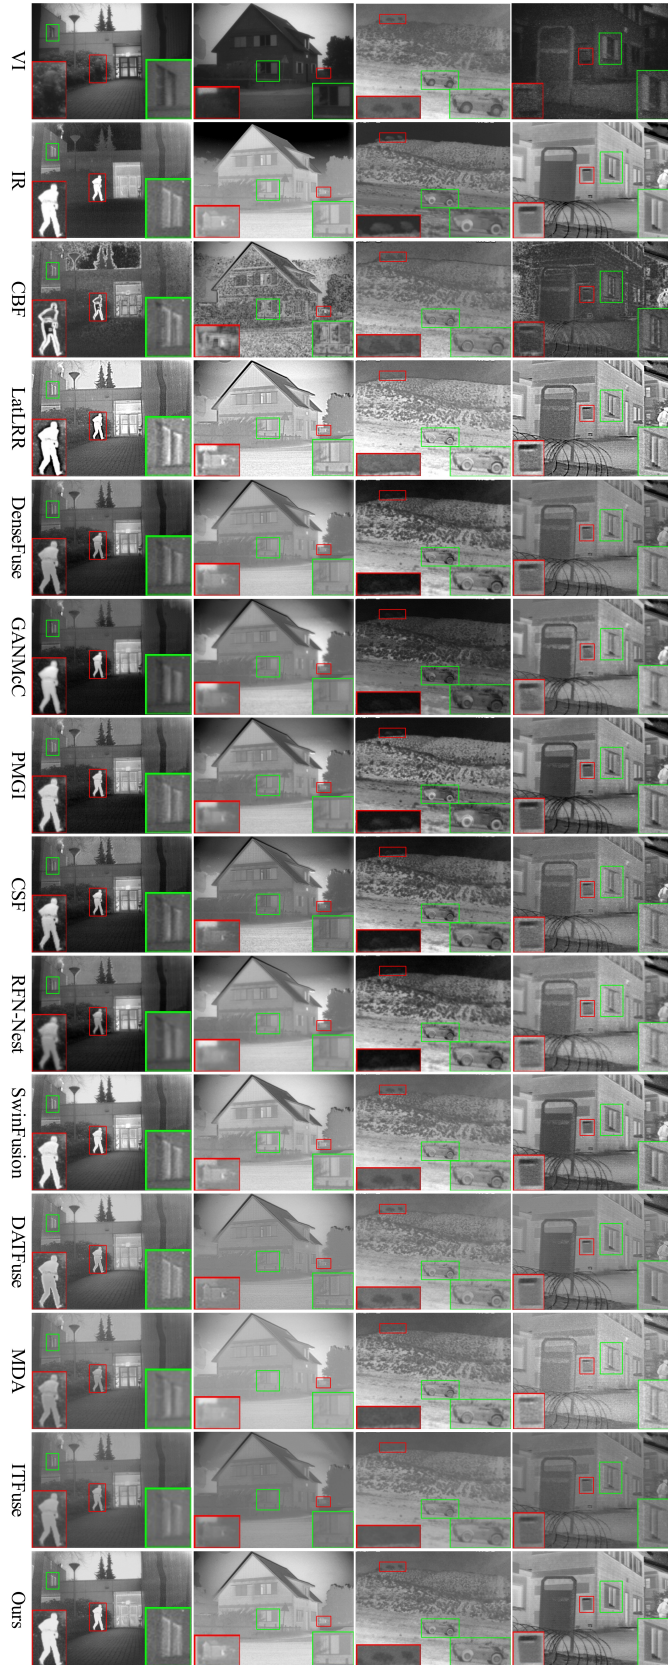 VI
IR
CBF
LatLRR
DenseFuse
GANMcC
PMGI
CSF
RFN-Nest
SwinFusion
DATFuse
MDA
ITFuse
Ours